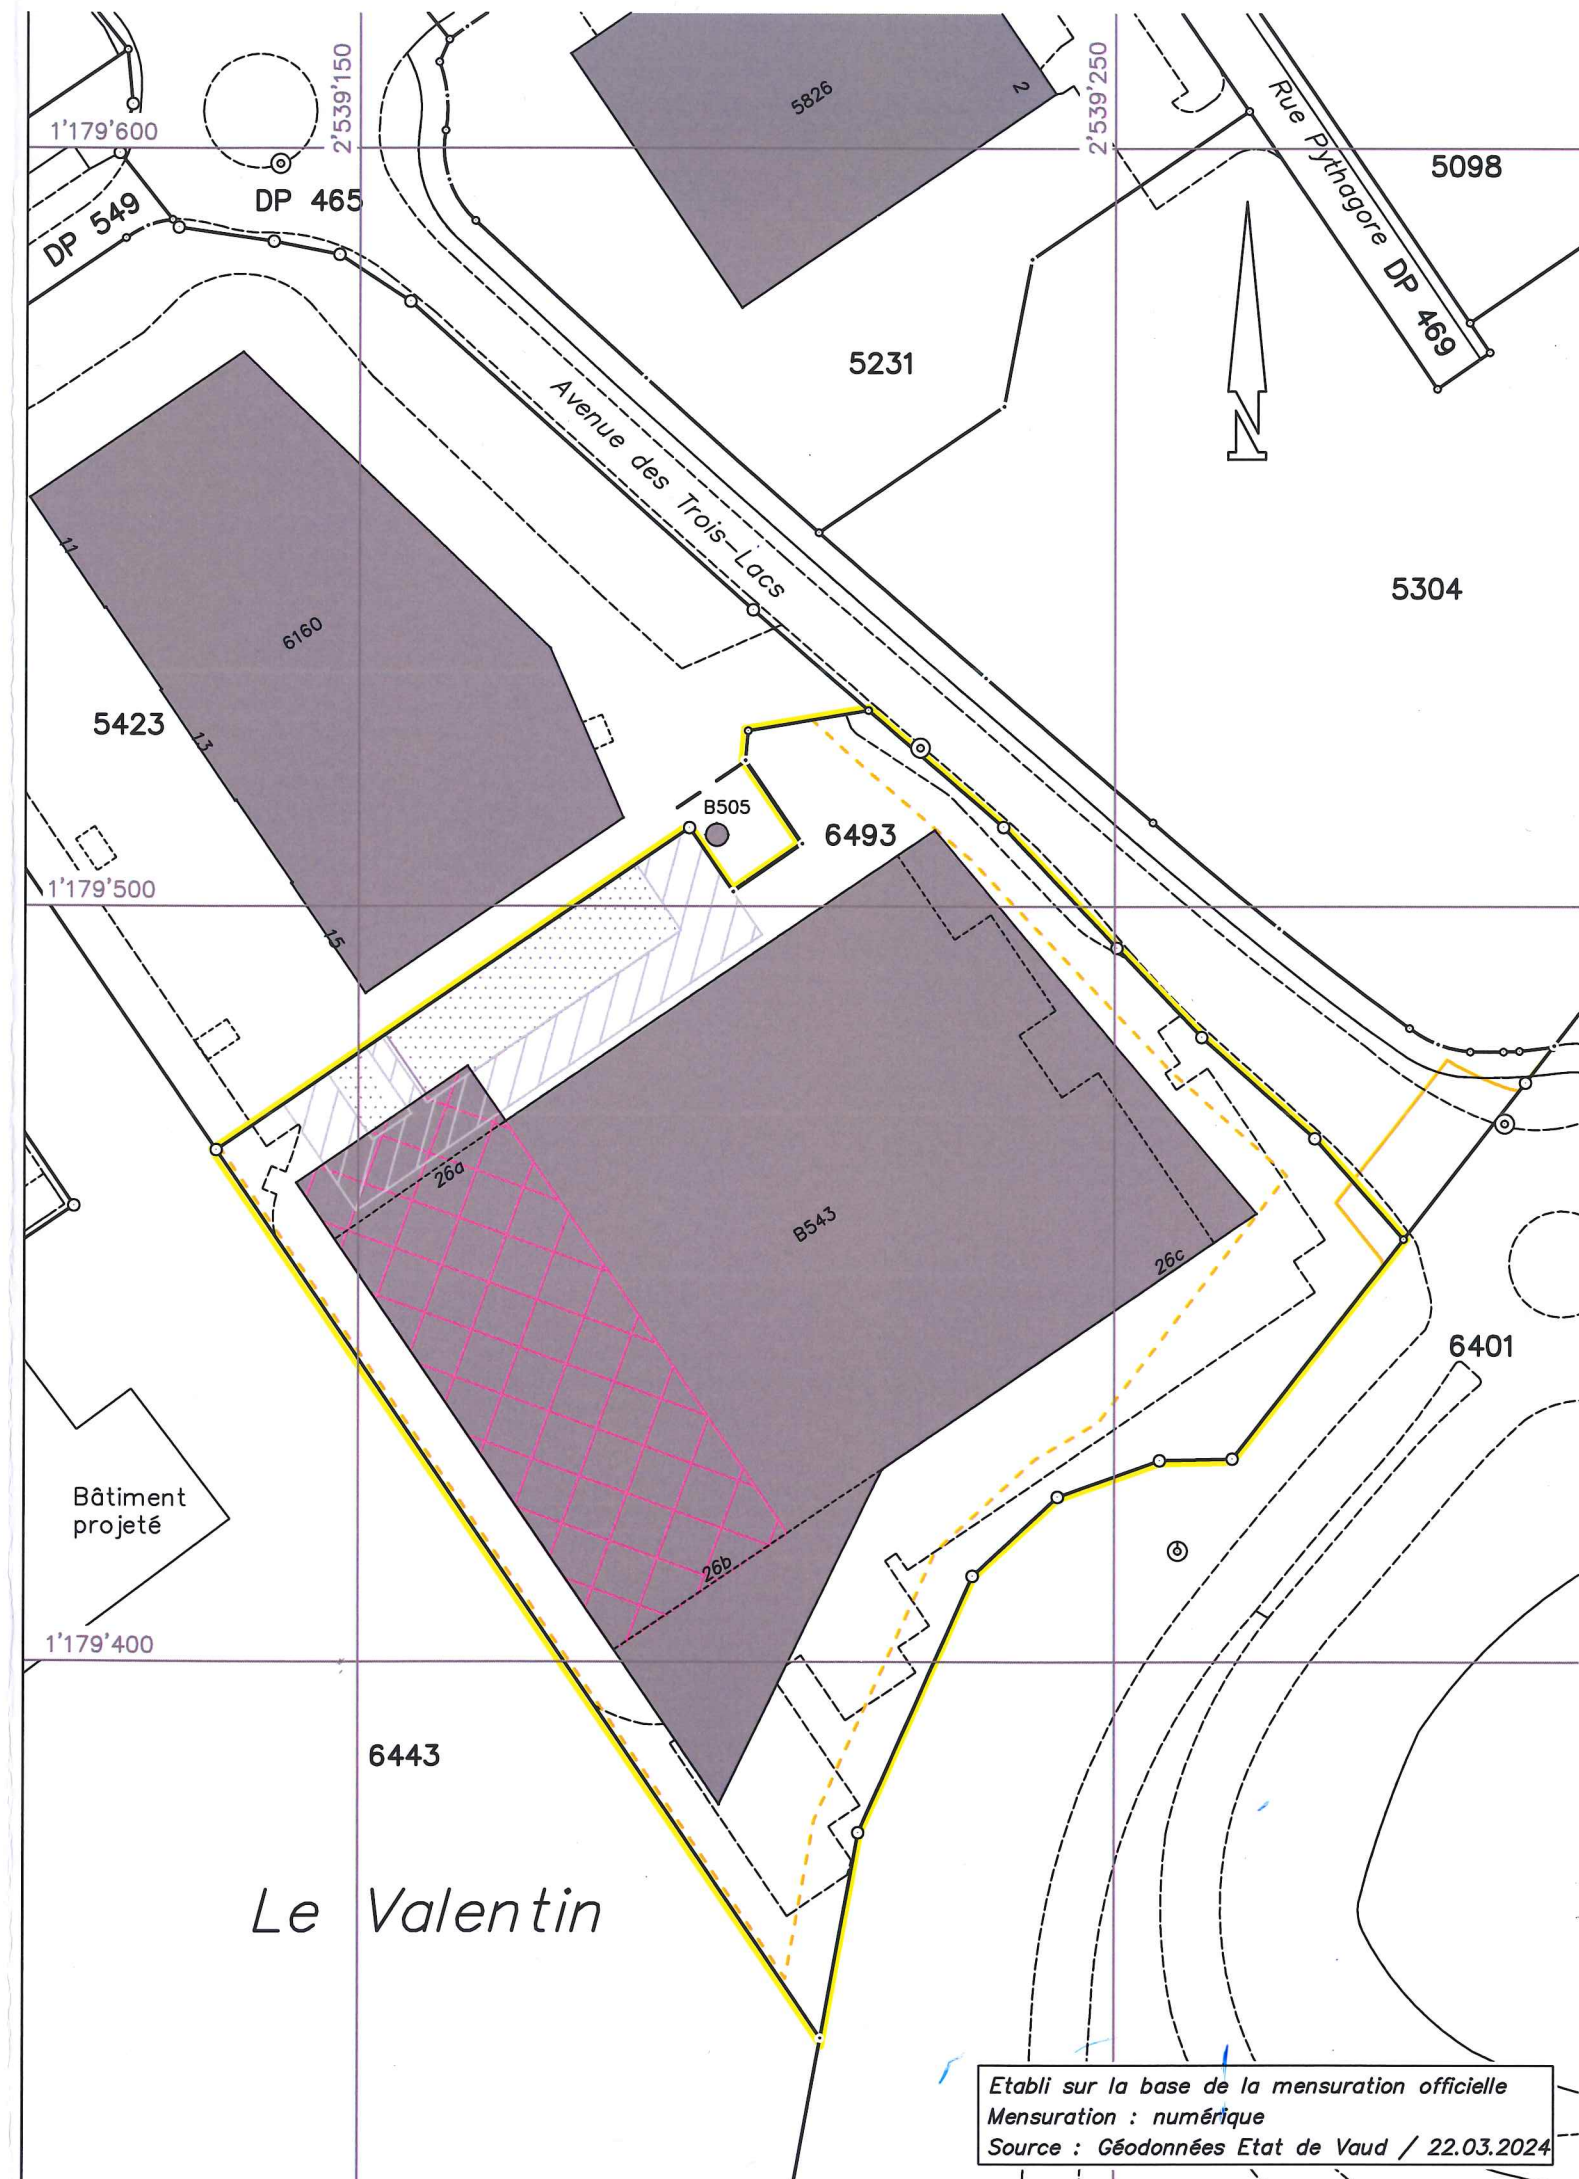 2'539'150
2'539'250
5826
2
1'179'600
DP 465
DP 549
Rue Pythagore DP 469
5098
5231
N
Avenue des Trois-Lacs
5304
11
6160
5423
13
B505
6493
1'179'500
15
26a
B543
26c
6401
Bâtiment
projeté
26b
1'179'400
6443
Le Valentin
Etabli sur la base de la mensuration officielle
Mensuration : numérique
Source : Géodonnées Etat de Vaud / 22.03.2024